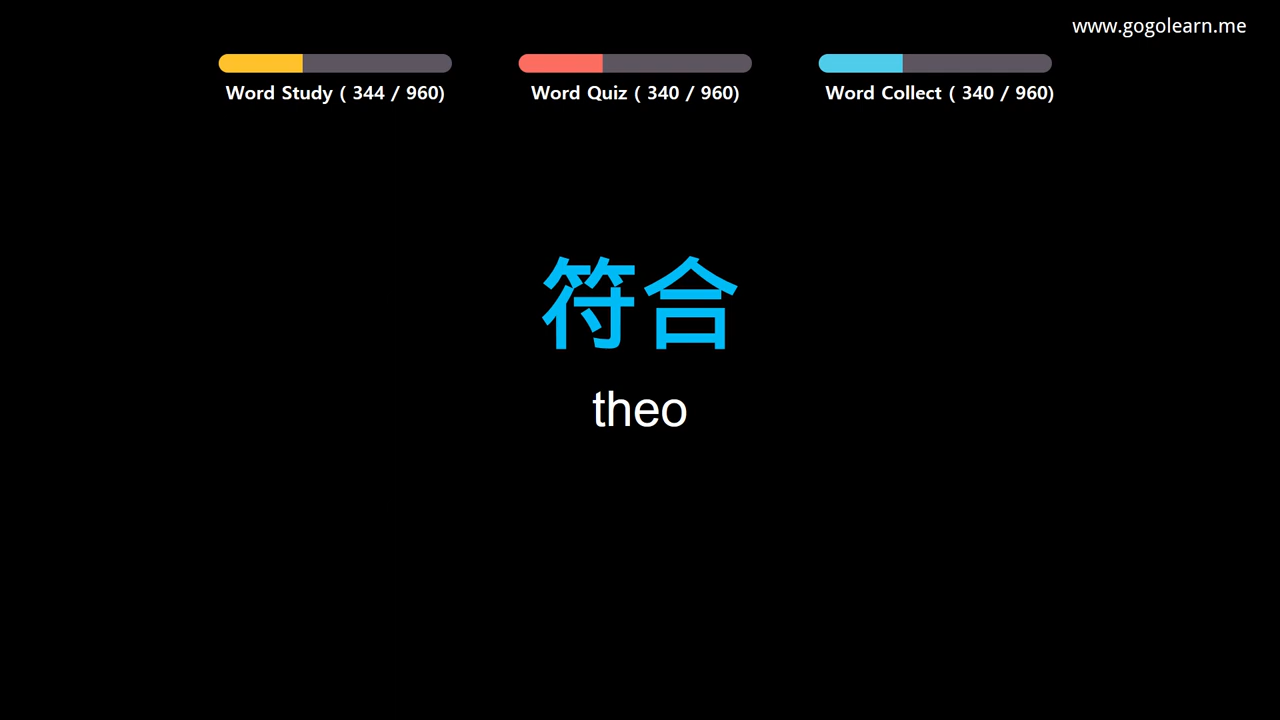 www.gogolearn.me
Word Study ( 344 / 960)
Word Quiz ( 340 / 960)
Word Collect ( 340 / 960)
符合
theo